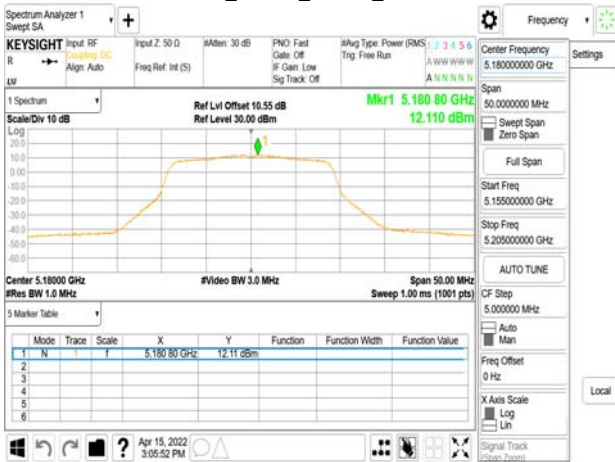 Spectrum Analyzer 1
Swept SA
Frequency
KEYSIGHT Input: RF Input Z: 50 Ω #Atten: 30 dB PNO: Fast #Avg Type: Power (RMS) 1 2 3 4 5 6
R Coupling: DC Gate: Off Trig: Free Run A WW WW W
Align: Auto Freq Ref: Int (S) IF Gain: Low
LU Sig Track: Off A N N N N N
1 Spectrum
Ref Lvl Offset 10.55 dB Mkr1 5.180 80 GHz
Scale/Div 10 dB Ref Level 30.00 dBm 12.110 dBm
Log
1
20.0
10.0
0.00
-10.0
-20.0
-30.0
-40.0
-50.0
-60.0
Center 5.18000 GHz #Video BW 3.0 MHz Span 50.00 MHz
#Res BW 1.0 MHz Sweep 1.00 ms (1001 pts)
5 Marker Table
Mode Trace Scale X Y Function Function Width Function Value
1 N 1 f 5.180 80 GHz 12.11 dBm
2
3
4
5
6
Apr 15, 2022
3:05:52 PM
Center Frequency
5.180000000 GHz
Span
50.0000000 MHz
Swept Span
Zero Span
Full Span
Start Freq
5.155000000 GHz
Stop Freq
5.205000000 GHz
AUTO TUNE
CF Step
5.000000 MHz
Auto
Man
Freq Offset
0 Hz
X Axis Scale
Log
Lin
Signal Track
(Span Zoom)
Settings
Local